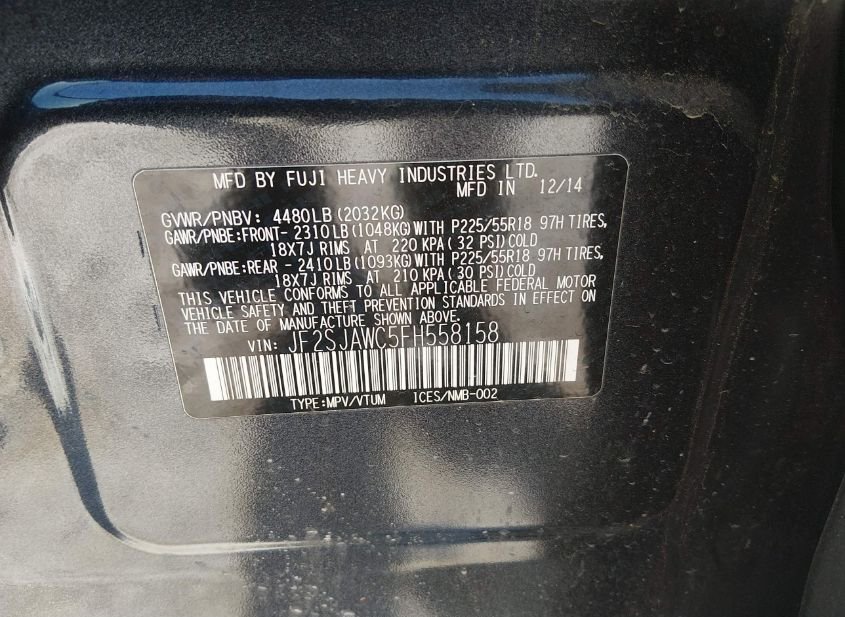 MFD BY FUJI HEAVY INDUSTRIES LTD.
MFD IN 12/14
GVWR/PNBV: 4480LB(2032KG)
GAWR/PNBE:FRONT-2310LB(1048KG)WITH P225/55R18 97H TIRES,
18X7J RIMS AT 220 KPA(32 PSI)COLD
GAWR/PNBE:REAR -2410LB(1093KG)WITH P225/55R18 97H TIRES,
18X7J RIMS AT 210 KPA(30 PSI)COLD
THIS VEHICLE CONFORMS TO ALL APPLICABLE FEDERAL MOTOR
VEHICLE SAFETY AND THEFT PREVENTION STANDARDS IN EFFECT ON
THE DATE OF MANUFACTURE SHOWN ABOVE.
VIN: JF2SJAWC5FH558158
TYPE:MPV/VTUM ICES/NMB-002